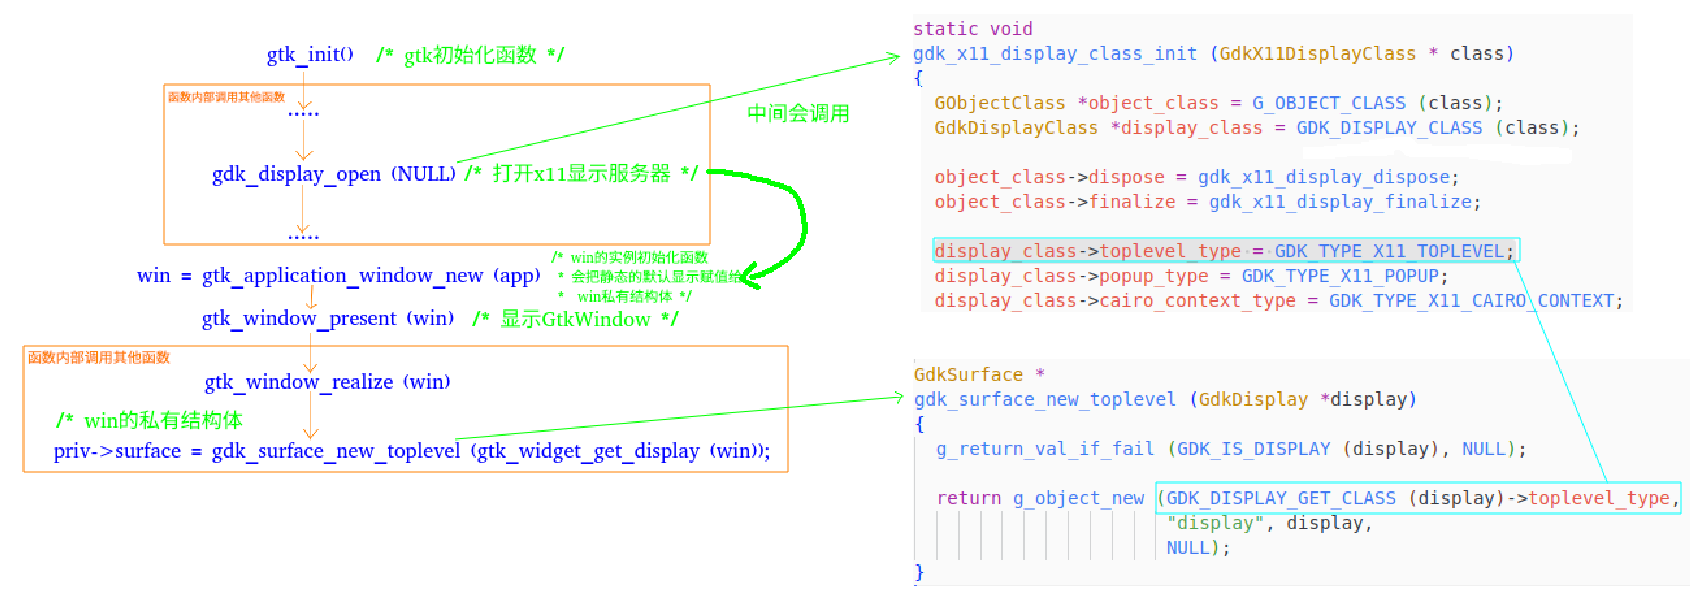 gtk_init() /* gtk初始化函数 */
函数内部调用其他函数
.....
gdk_display_open (NULL) /* 打开x11显示服务器 */
.....
中间会调用
win = gtk_application_window_new (app)
/* win的实例初始化函数
* 会把静态的默认显示赋值给
* win私有结构体 */
gtk_window_present (win) /* 显示GtkWindow */
函数内部调用其他函数
gtk_window_realize (win)
/* win的私有结构体
priv->surface = gdk_surface_new_toplevel (gtk_widget_get_display (win));
static void
gdk_x11_display_class_init (GdkX11DisplayClass * class)
{
GObjectClass *object_class = G_OBJECT_CLASS (class);
GdkDisplayClass *display_class = GDK_DISPLAY_CLASS (class);
object_class->dispose = gdk_x11_display_dispose;
object_class->finalize = gdk_x11_display_finalize;
display_class->toplevel_type = GDK_TYPE_X11_TOPLEVEL;
display_class->popup_type = GDK_TYPE_X11_POPUP;
display_class->cairo_context_type = GDK_TYPE_X11_CAIRO_CONTEXT;
GdkSurface *
gdk_surface_new_toplevel (GdkDisplay *display)
{
g_return_val_if_fail (GDK_IS_DISPLAY (display), NULL);
return g_object_new (GDK_DISPLAY_GET_CLASS (display)->toplevel_type,
"display", display,
NULL);
}